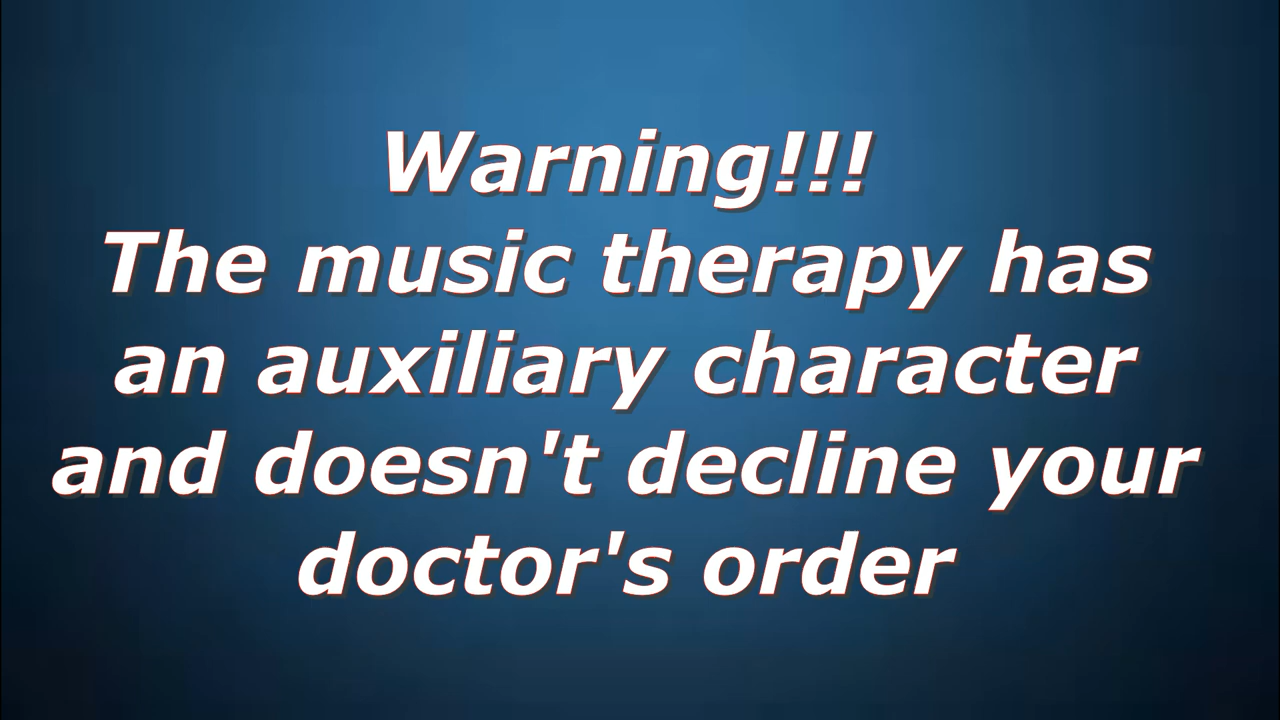 Warning!!!
The music therapy has
an auxiliary character
and doesn't decline your
doctor's order